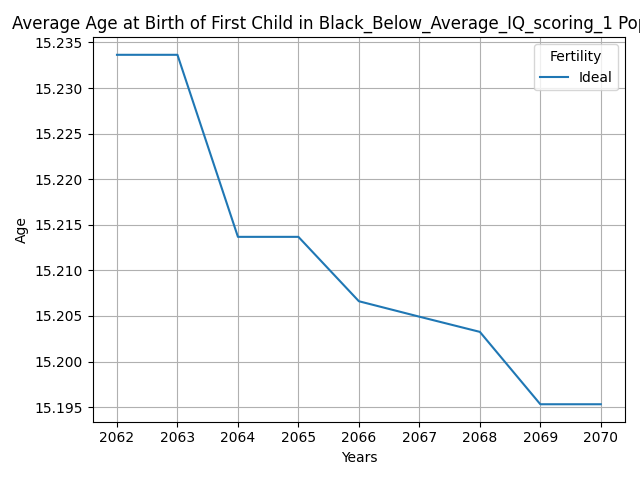 Average Age at Birth of First Child in Black_Below_Average_IQ_scoring_1 Pop
15.235
15.230
15.225
15.220
15.215
15.210
15.205
15.200
15.195
Age
Fertility
Ideal
2062 2063 2064 2065 2066 2067 2068 2069 2070
Years